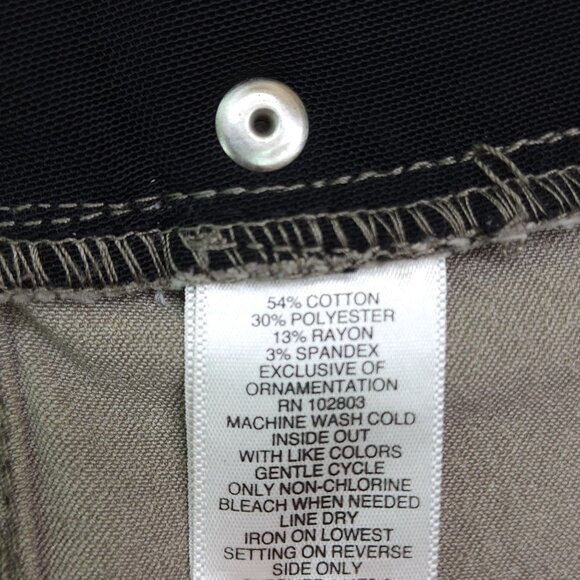 54% COTTON
30% POLYESTER
13% RAYON
3% SPANDEX
EXCLUSIVE OF
ORNAMENTATION
RN 102803
MACHINE WASH COLD
INSIDE OUT
WITH LIKE COLORS
GENTLE CYCLE
ONLY NON-CHLORINE
BLEACH WHEN NEEDED
LINE DRY
IRON ON LOWEST
SETTING ON REVERSE
SIDE ONLY